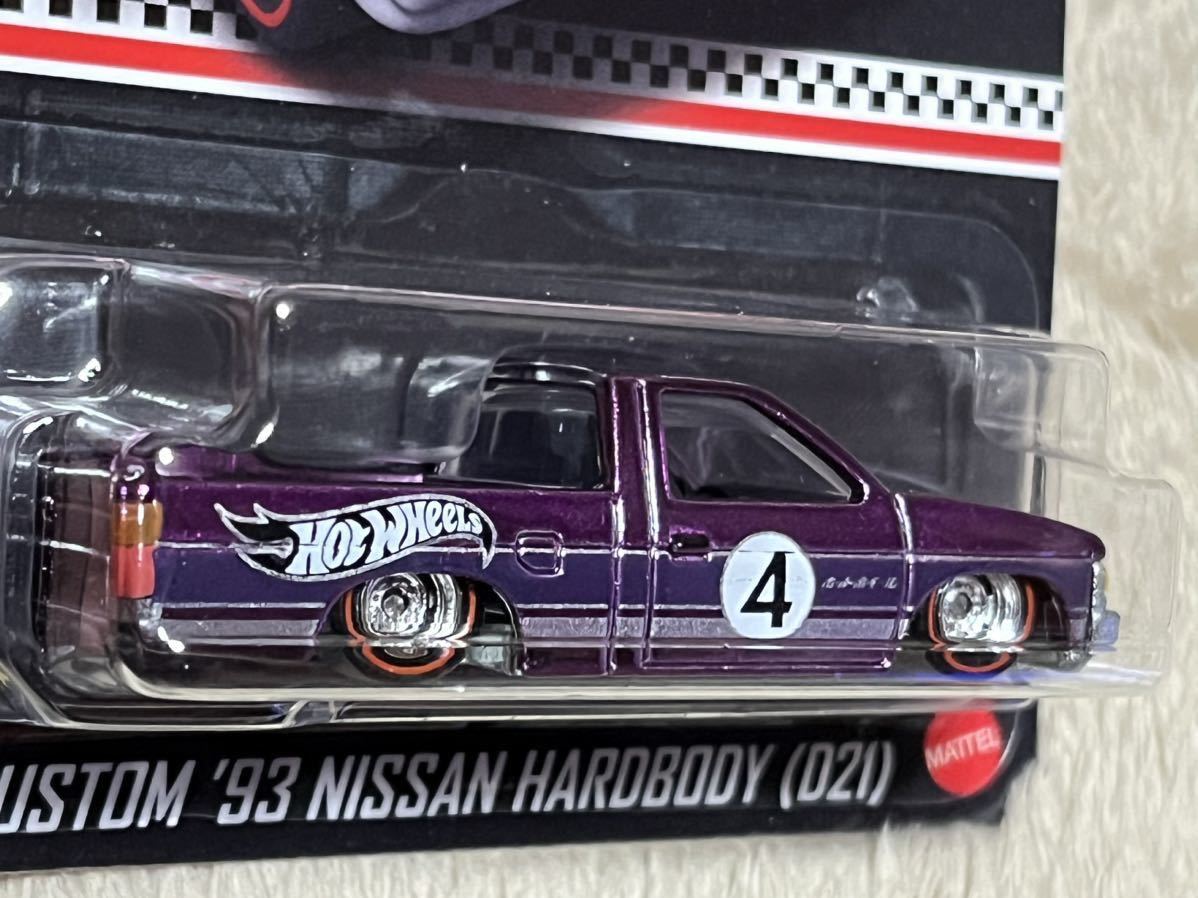 HOT WHEELS
4
USTOM '93 NISSAN HARDBODY (D21)
MATTEL